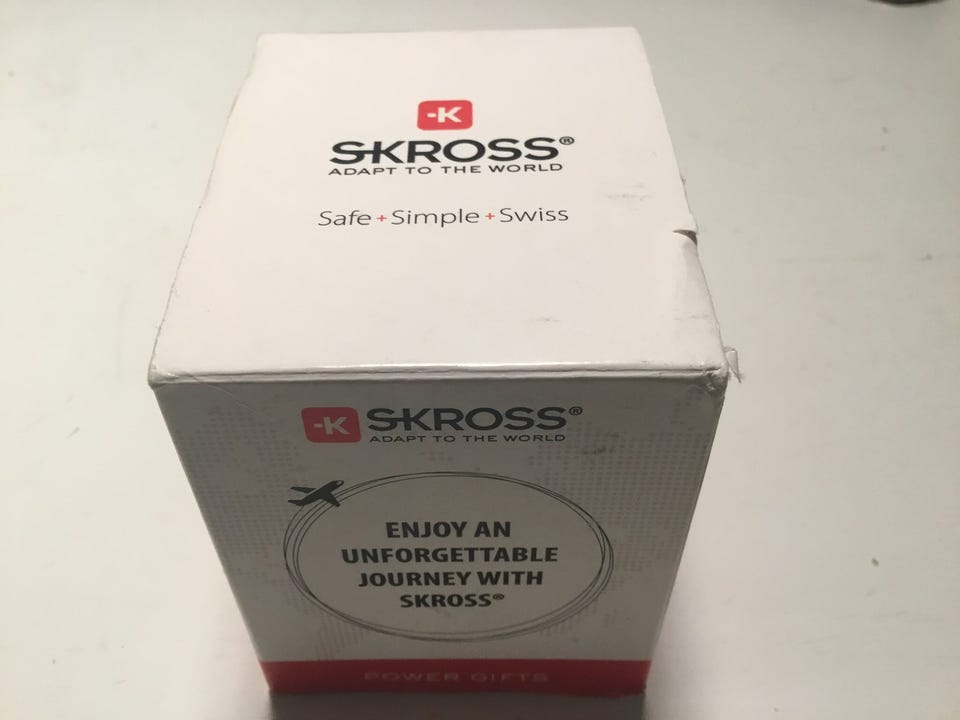 -K
SKROSS®
ADAPT TO THE WORLD
Safe+Simple+Swiss
-K SKROSS®
ADAPT TO THE WORLD
ENJOY AN
UNFORGETTABLE
JOURNEY WITH
SKROSS®
POWER GIFTS